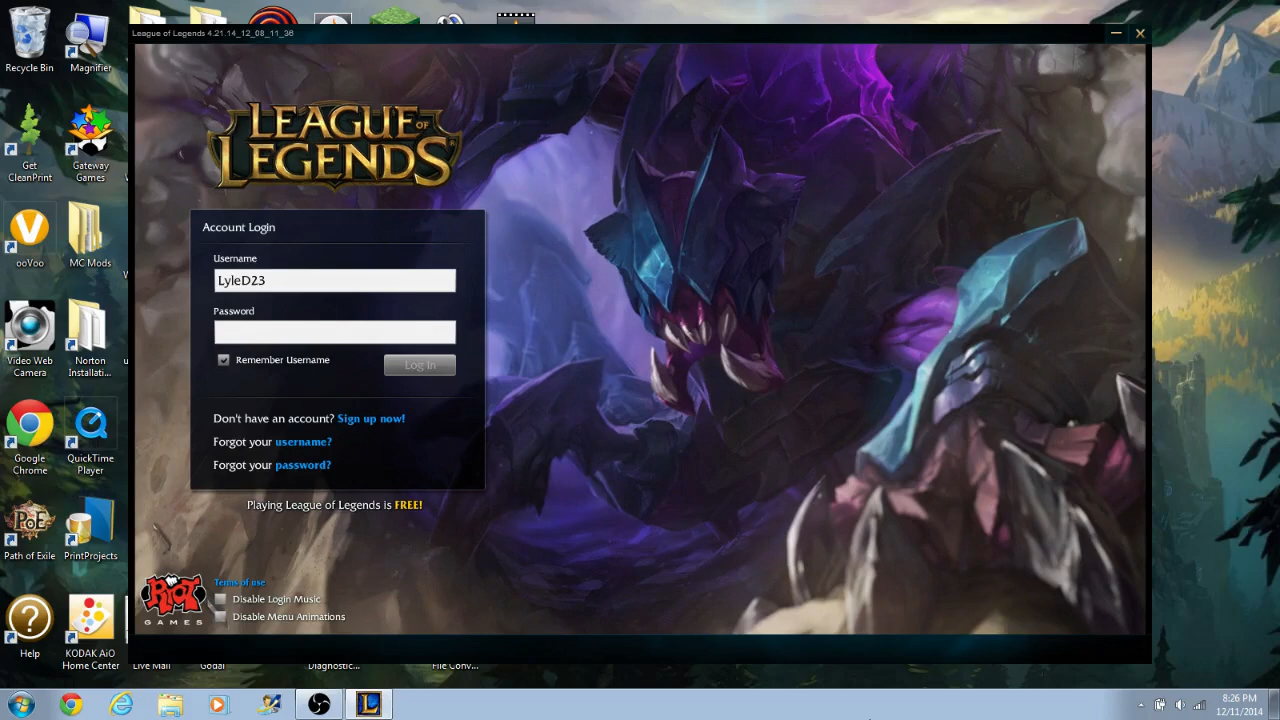 League of Legends 4.21.14_12_08_11_36
Recycle Bin
Magnifier
Get
CleanPrint
Gateway
Games
ooVoo
MC Mods
Video Web
Camera
Norton
Installati...
Google
Chrome
QuickTime
Player
Path of Exile
PrintProjects
Help
KODAK AiO
Home Center
LEAGUE OF
LEGENDS
Account Login
Username
LyleD23
Password
Remember Username
Log In
Don't have an account? Sign up now!
Forgot your username?
Forgot your password?
Playing League of Legends is FREE!
RIOT
GAMES
Terms of use
Disable Login Music
Disable Menu Animations
Live Mail
Diagnostic...
File Conv...
8:26 PM
12/11/2014